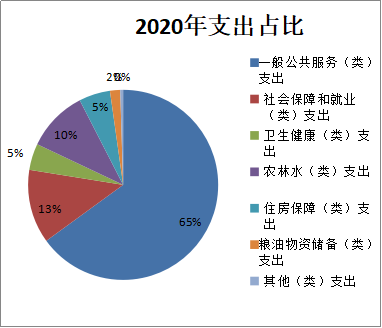 2020年支出占比
2%
0%
5%
10%
5%
13%
65%
一般公共服务（类）
支出
社会保障和就业
（类）支出
卫生健康（类）支
出
农林水（类）支出
住房保障（类）支
出
粮油物资储备（类）
支出
其他（类）支出